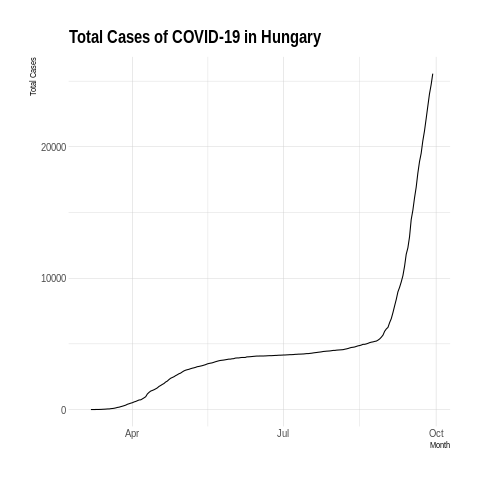 Total Cases of COVID-19 in Hungary
Total Cases
20000
10000
0
Apr Jul Oct
Month